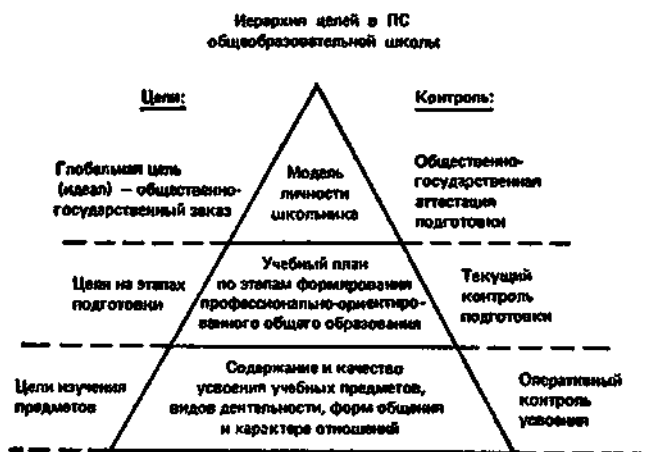 Иерархия целей в ПС
общеобразовательной школы
Цели:
Контроль:
Глобальная цель
(идеал) — общественно-
государственный заказ
Модель
личности
школьника
Общественно-
государственная
аттестация
подготовки
Цели на этапах
подготовки
Учебный план
по этапам формирования
профессионально-ориентиро-
ванного общего образования
Текущий
контроль
подготовки
Цели изучения
предметов
Содержание и качество
усвоения учебных предметов,
видов деятельности, форм общения
и характера отношений
Оперативный
контроль
усвоения